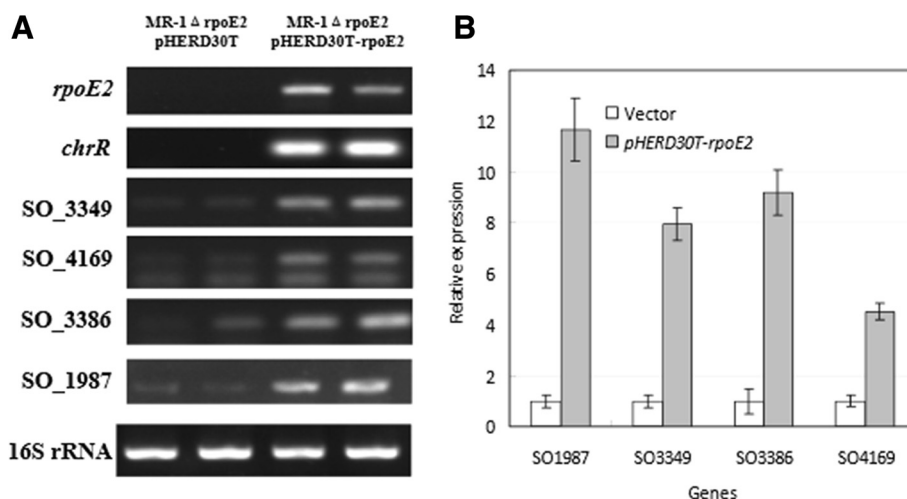 A
MR-1 Δ rpoE2
pHERD30T
MR-1 Δ rpoE2
pHERD30T-rpoE2
rpoE2
chrR
SO_3349
SO_4169
SO_3386
SO_1987
16S rRNA
B
14
12
10
8
6
4
2
0
Relative expression
Vector
pHERD30T-rpoE2
SO1987 SO3349 SO3386 SO4169
Genes